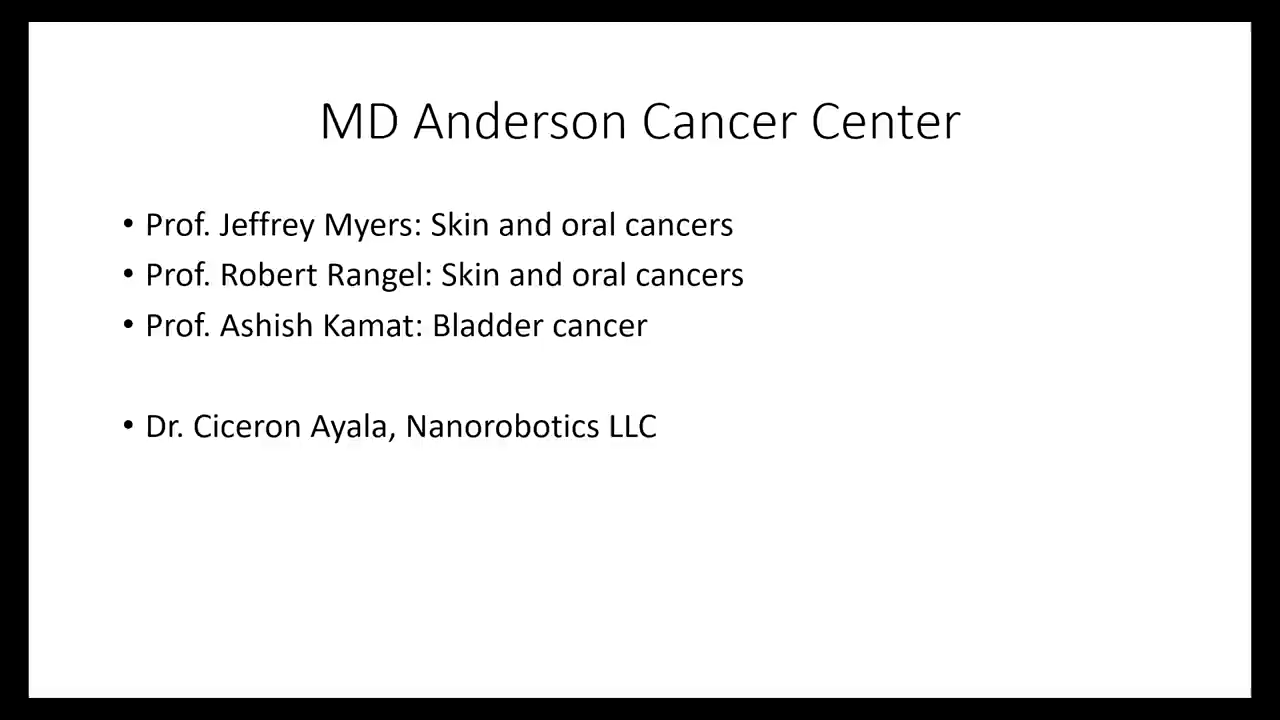 MD Anderson Cancer Center
• Prof. Jeffrey Myers: Skin and oral cancers
• Prof. Robert Rangel: Skin and oral cancers
• Prof. Ashish Kamat: Bladder cancer
• Dr. Ciceron Ayala, Nanorobotics LLC